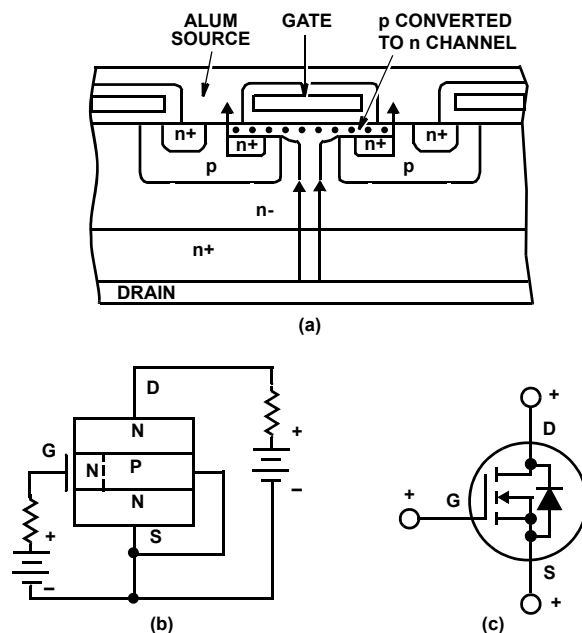 ALUM
SOURCE
GATE
p CONVERTED
TO n CHANNEL
n+
n+
n+
n+
p
p
n-
n+
DRAIN
(a)
D
N
G
N
P
N
S
+
−
+
−
(b)
+
D
+
G
S
+
(c)